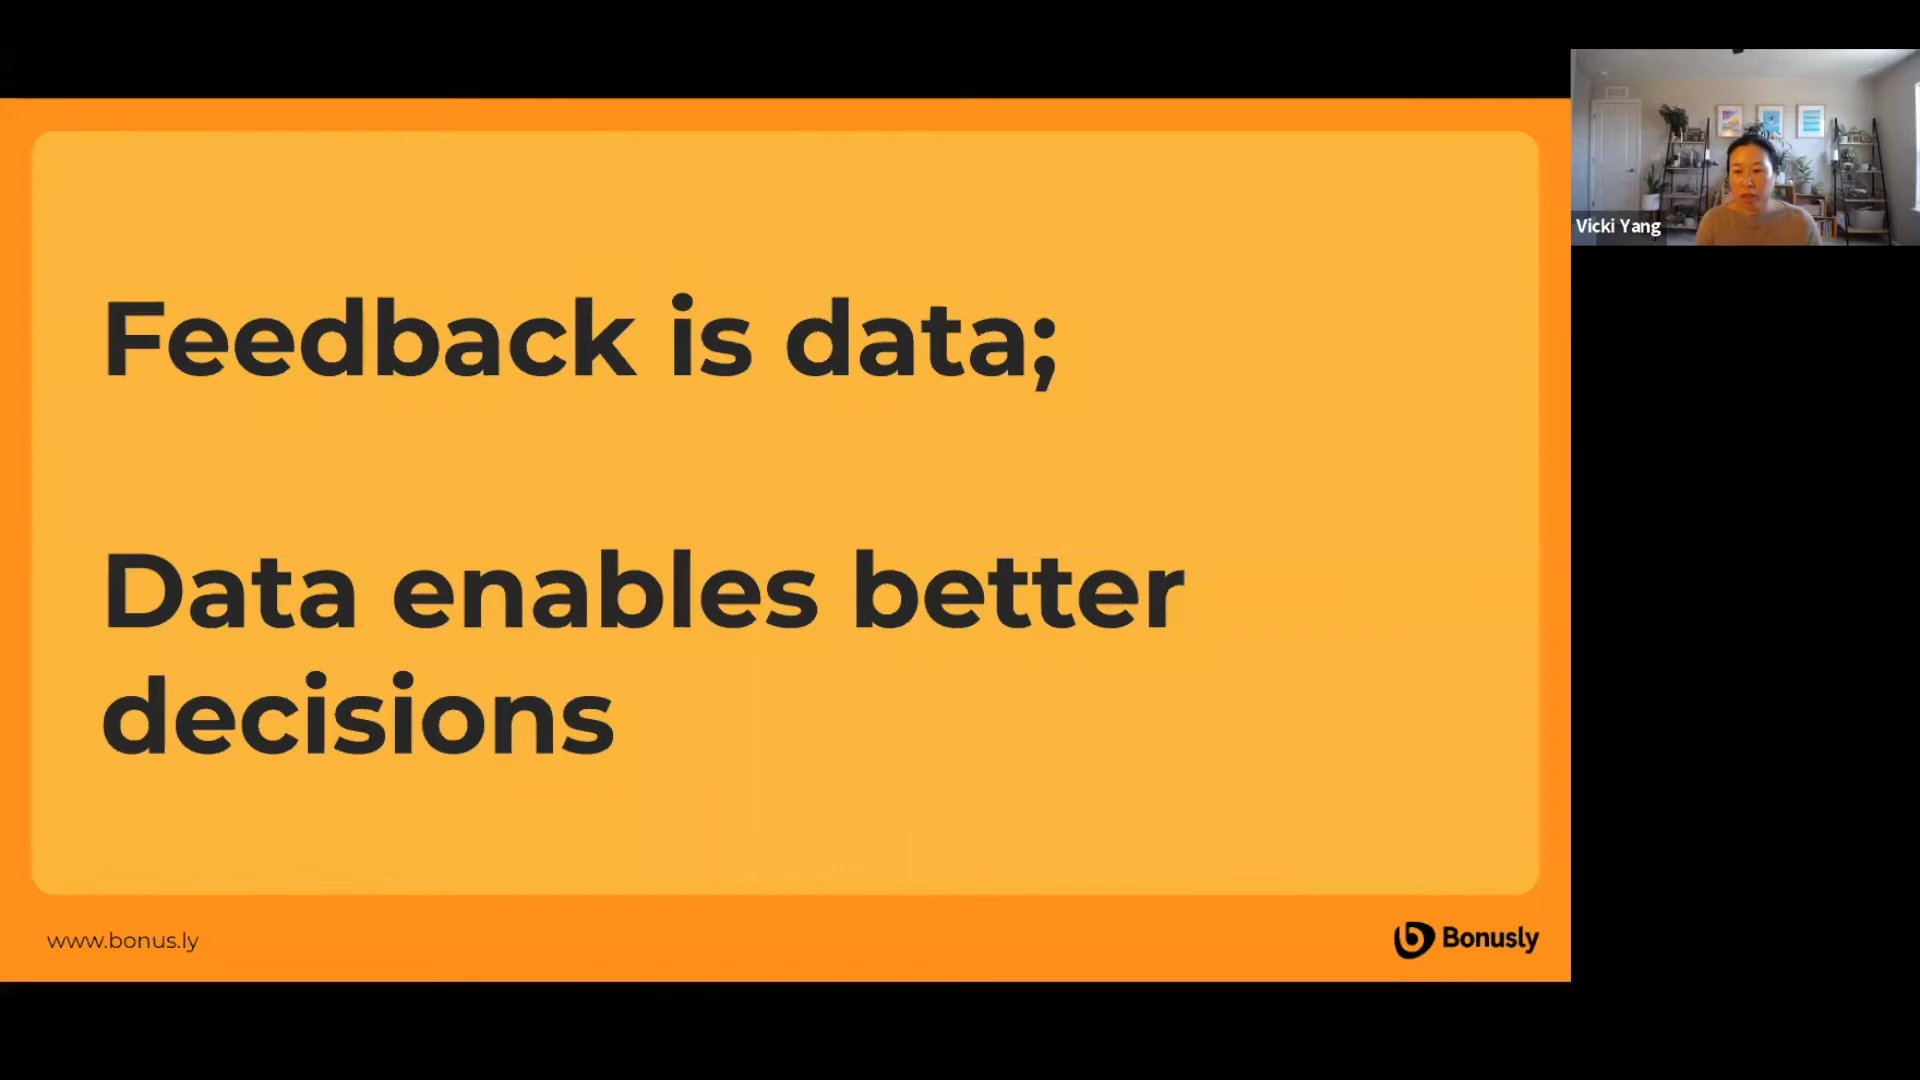 Feedback is data;
Data enables better
decisions
www.bonus.ly
Bonusly
Vicki Yang